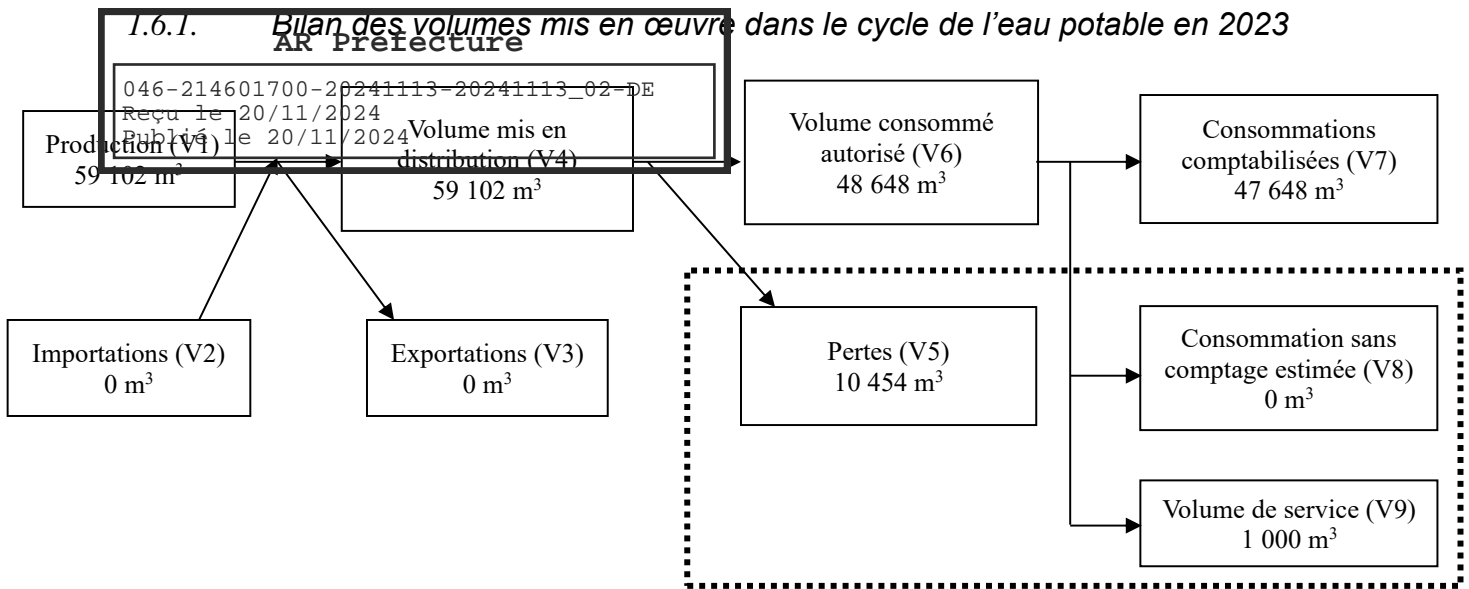 1.6.1. Bilan des volumes mis en œuvre dans le cycle de l’eau potable en 2023
AR Prefecture
046-214601700-20241113-20241113_02-DE
Reçu le 20/11/2024
Publié le 20/11/2024
Production (V1)
59 102 m³
Volume mis en
distribution (V4)
59 102 m³
Volume consommé
autorisé (V6)
48 648 m³
Consommations
comptabilisées (V7)
47 648 m³
Importations (V2)
0 m³
Exportations (V3)
0 m³
Pertes (V5)
10 454 m³
Consommation sans
comptage estimée (V8)
0 m³
Volume de service (V9)
1 000 m³